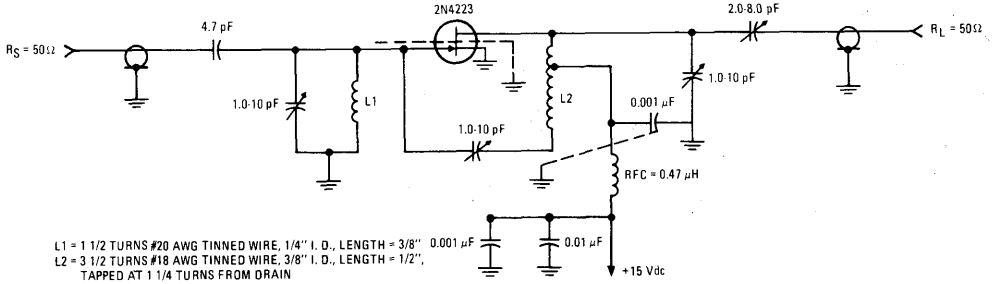 2N4223
4.7 pF
2.0-8.0 pF
RS = 50Ω
RL = 50Ω
1.0-10 pF
L1
L2
1.0-10 pF
0.001 μF
1.0-10 pF
RFC = 0.47 μH
0.001 μF
0.01 μF
+15 Vdc
L1 = 1 1/2 TURNS #20 AWG TINNED WIRE, 1/4" I. D., LENGTH = 3/8"
L2 = 3 1/2 TURNS #18 AWG TINNED WIRE, 3/8" I. D., LENGTH = 1/2",
TAPPED AT 1 1/4 TURNS FROM DRAIN